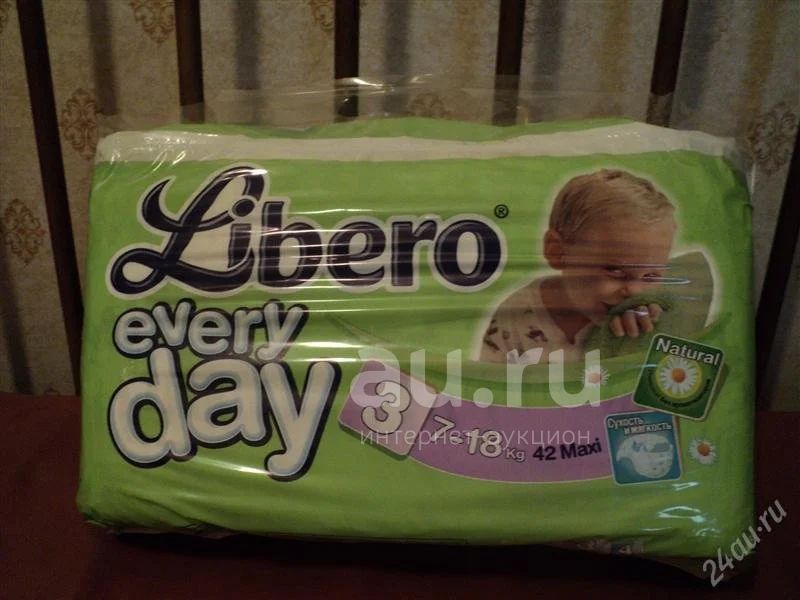 Libero®
every
day
Natural
3
7-18 Kg
42 Maxi
Сухость
и мягкость
au.ru
интернет-аукцион
24au.ru